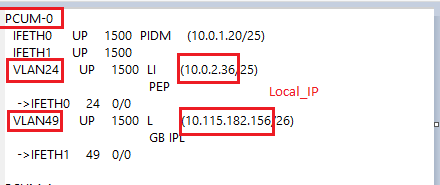 PCUM-0
IFETH0 UP 1500 PIDM (10.0.1.20/25)
IFETH1 UP 1500
VLAN24 UP 1500 LI (10.0.2.36/25)
PEP
Local_IP
->IFETH0 24 0/0
VLAN49 UP 1500 L (10.115.182.156/26)
GB IPL
->IFETH1 49 0/0